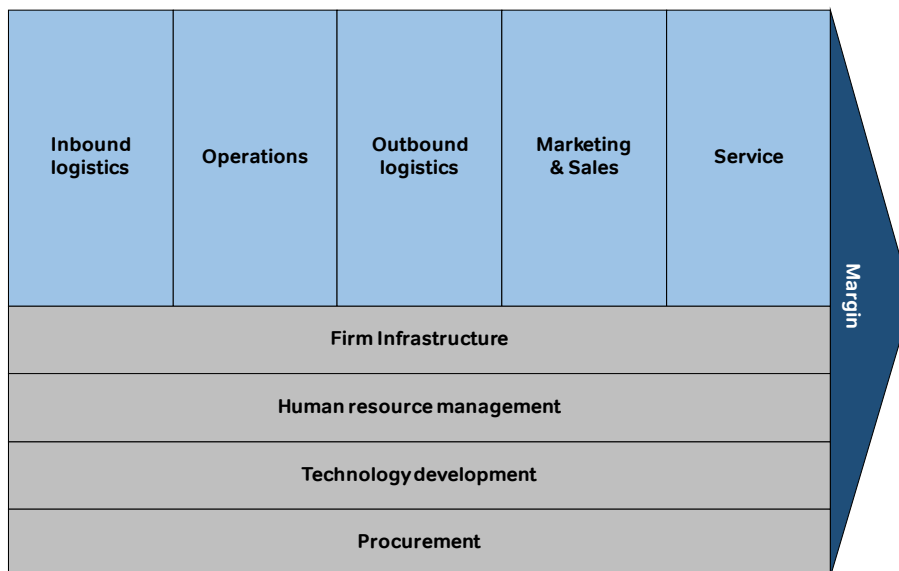 Inbound
logistics
Operations
Outbound
logistics
Marketing
& Sales
Service
Margin
Firm Infrastructure
Human resource management
Technology development
Procurement